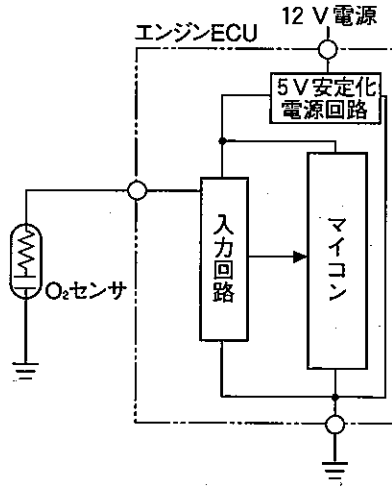 12 V電源
エンジンECU
5V安定化
電源回路
入力回路
マイコン
O₂センサ